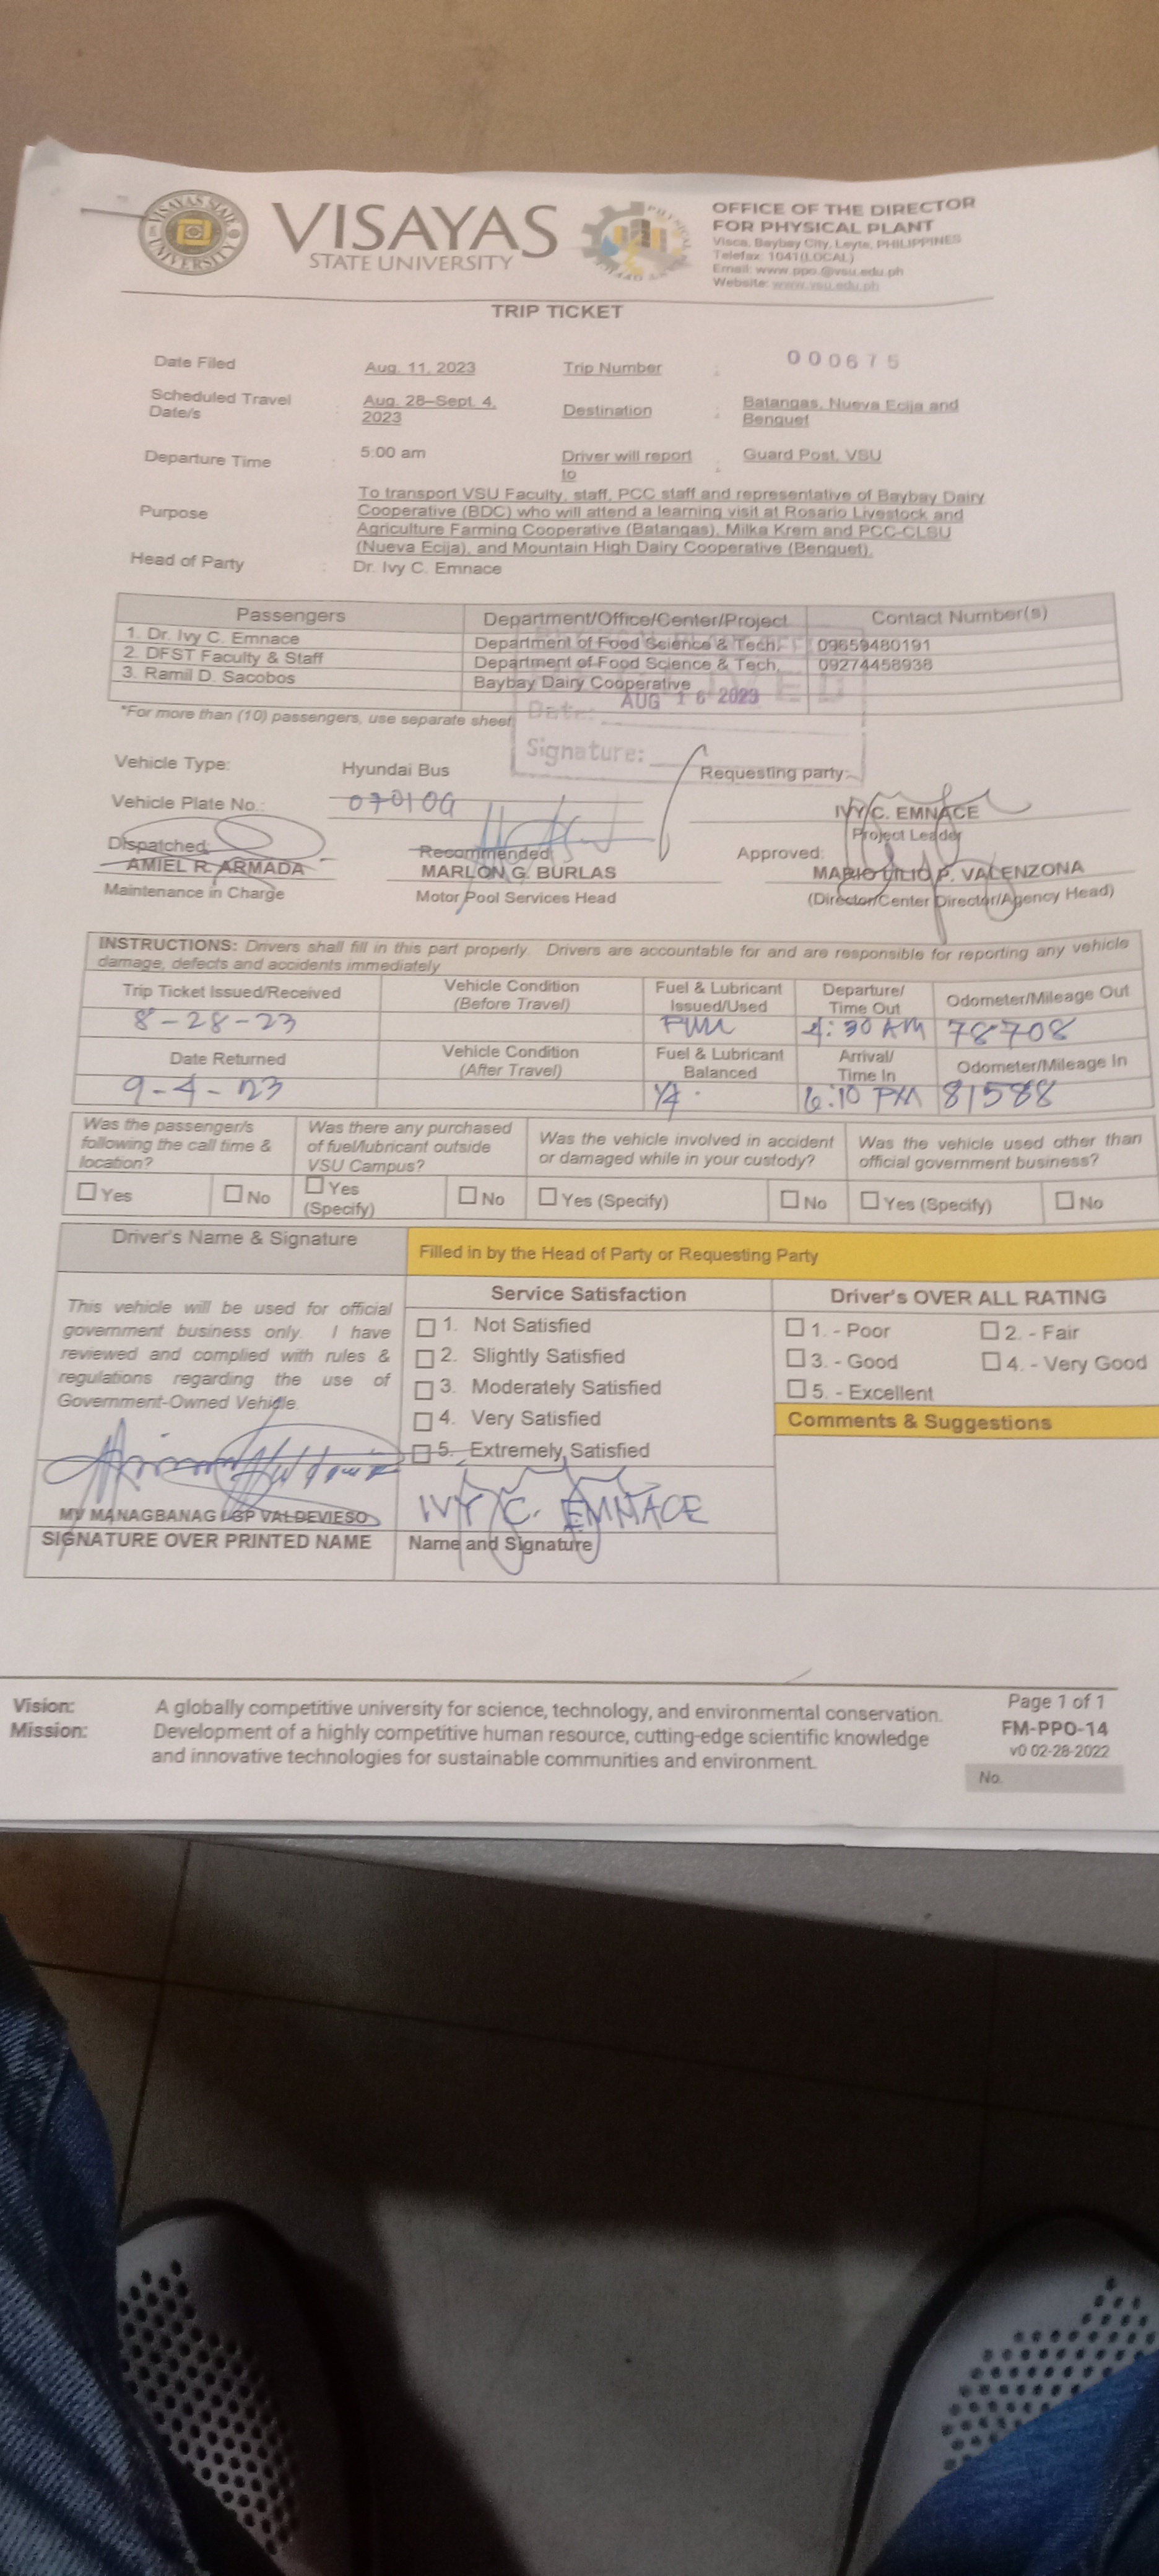 VISAYAS
STATE UNIVERSITY
OFFICE OF THE DIRECTOR
FOR PHYSICAL PLANT
Visca, Baybay City, Leyte, PHILIPPINES
Telefax: 1041(LOCAL)
Email: www.ppo.@vsu.edu.ph
Website: www.vsu.edu.ph
TRIP TICKET
Date Filed Aug. 11, 2023 Trip Number : 000675
Scheduled Travel Date/s : Aug. 28–Sept. 4, 2023 Destination : Batangas, Nueva Ecija and Benguet
Departure Time : 5:00 am Driver will report to : Guard Post, VSU
Purpose : To transport VSU Faculty, staff, PCC staff and representative of Baybay Dairy
Cooperative (BDC) who will attend a learning visit at Rosario Livestock and
Agriculture Farming Cooperative (Batangas), Milka Krem and PCC-CLSU
(Nueva Ecija), and Mountain High Dairy Cooperative (Benguet).
Head of Party : Dr. Ivy C. Emnace
Passengers Department/Office/Center/Project Contact Number(s)
1. Dr. Ivy C. Emnace Department of Food Science & Tech. 09659480191
2. DFST Faculty & Staff Department of Food Science & Tech. 09274458938
3. Ramil D. Sacobos Baybay Dairy Cooperative
Date: AUG 16 2023
*For more than (10) passengers, use separate sheet
Signature:
Vehicle Type: Hyundai Bus Requesting party:
Vehicle Plate No.: 070109 IVY C. EMNACE
Project Leader
Dispatched: Recommended Approved:
AMIEL R. ARMADA MARLON G. BURLAS MARIO LILIO P. VALENZONA
Maintenance in Charge Motor Pool Services Head (Director/Center Director/Agency Head)
INSTRUCTIONS: Drivers shall fill in this part properly. Drivers are accountable for and are responsible for reporting any vehicle
damage, defects and accidents immediately
Trip Ticket Issued/Received Vehicle Condition (Before Travel) Fuel & Lubricant Issued/Used Departure/ Time Out Odometer/Mileage Out
8-28-23 Full 4:30 AM 78708
Date Returned Vehicle Condition (After Travel) Fuel & Lubricant Balanced Arrival/ Time In Odometer/Mileage In
9-4-23 1/4 6:10 PM 81588
Was the passenger/s following the call time & location? Was there any purchased of fuel/lubricant outside VSU Campus? Was the vehicle involved in accident or damaged while in your custody? Was the vehicle used other than official government business?
Yes No Yes (Specify) No Yes (Specify) No Yes (Specify) No
Driver's Name & Signature Filled in by the Head of Party or Requesting Party
Service Satisfaction Driver's OVER ALL RATING
This vehicle will be used for official
government business only. I have
reviewed and complied with rules &
regulations regarding the use of
Government-Owned Vehicle.
1. Not Satisfied
2. Slightly Satisfied
3. Moderately Satisfied
4. Very Satisfied
5. Extremely Satisfied
1. - Poor 2. - Fair
3. - Good 4. - Very Good
5. - Excellent
Comments & Suggestions
MV MANAGBANAG LGP VALDEVIESO IVY C. EMNACE
SIGNATURE OVER PRINTED NAME Name and Signature
Vision: A globally competitive university for science, technology, and environmental conservation.
Mission: Development of a highly competitive human resource, cutting-edge scientific knowledge
and innovative technologies for sustainable communities and environment.
Page 1 of 1
FM-PPO-14
v0 02-28-2022
No.